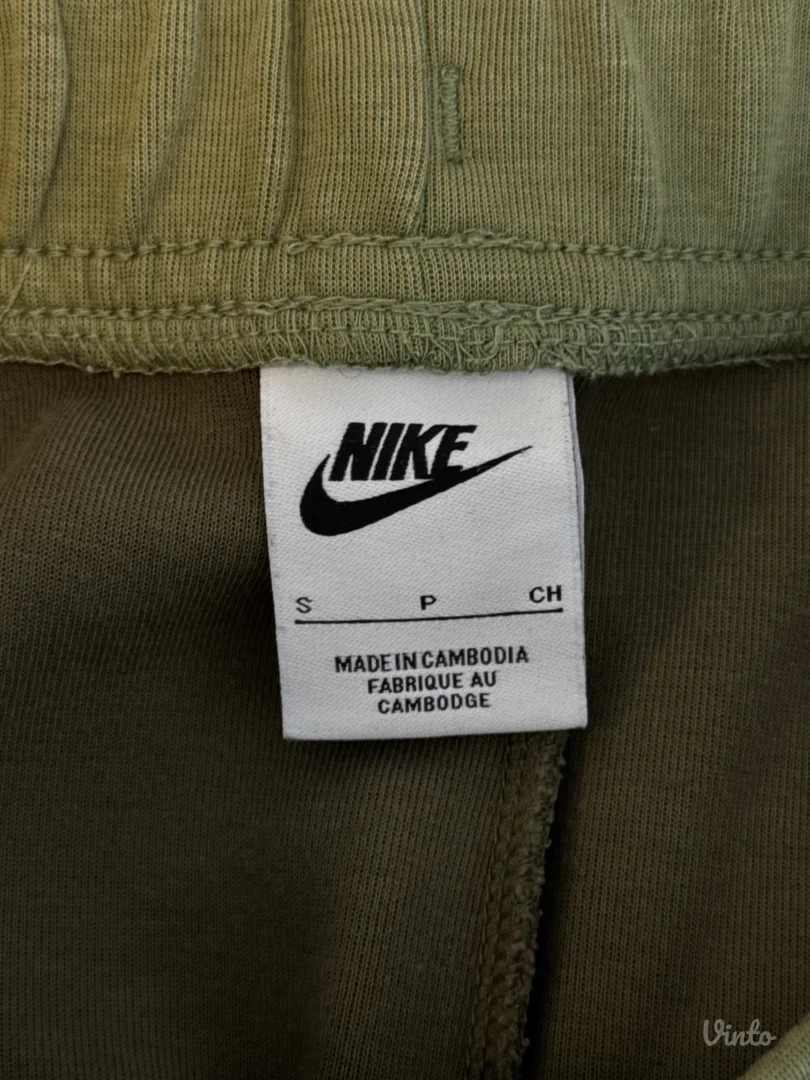 NIKE
S P CH
MADE IN CAMBODIA
FABRIQUE AU
CAMBODGE
Vinto